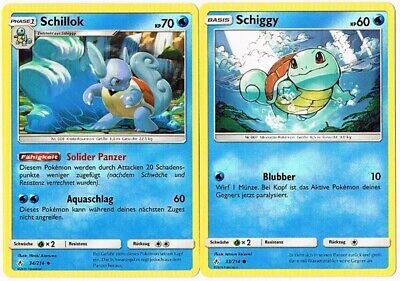 PHASE 1 Schillok KP 70
Entwickelt aus Schiggy
Fähigkeit Solider Panzer
Diesem Pokémon werden durch Attacken 20 Schadens-
punkte weniger zugefügt (nachdem Schwäche und
Resistenz verrechnet wurden).
Aquaschlag 60
Dieses Pokémon kann während deines nächsten Zuges
nicht angreifen.
Schwäche × 2 Resistenz Rückzug
34/214
BASIS Schiggy KP 60
Blubber 10
Wirf 1 Münze. Bei Kopf ist das Aktive Pokémon deines
Gegners jetzt paralysiert.
Schwäche × 2 Resistenz Rückzug
33/214